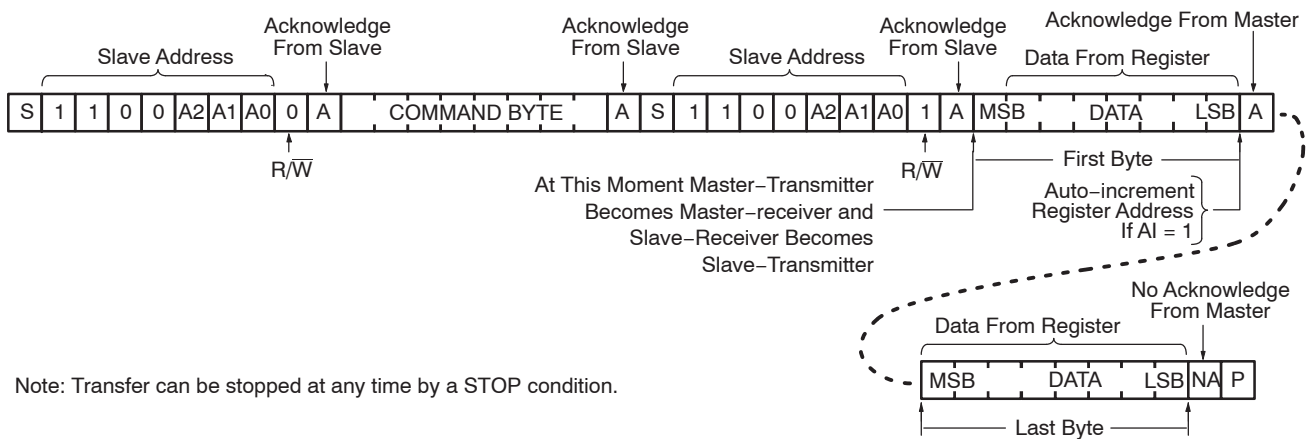 Acknowledge From Slave
Acknowledge From Slave
Acknowledge From Slave
Acknowledge From Master
Slave Address
Slave Address
Data From Register
S 1 1 0 0 A2 A1 A0 0 A COMMAND BYTE A S 1 1 0 0 A2 A1 A0 1 A MSB DATA LSB A
R/W̅
R/W̅
First Byte
At This Moment Master−Transmitter
Becomes Master−receiver and
Slave−Receiver Becomes
Slave−Transmitter
Auto−increment
Register Address
If AI = 1
No Acknowledge
From Master
Data From Register
MSB DATA LSB NA P
Last Byte
Note: Transfer can be stopped at any time by a STOP condition.